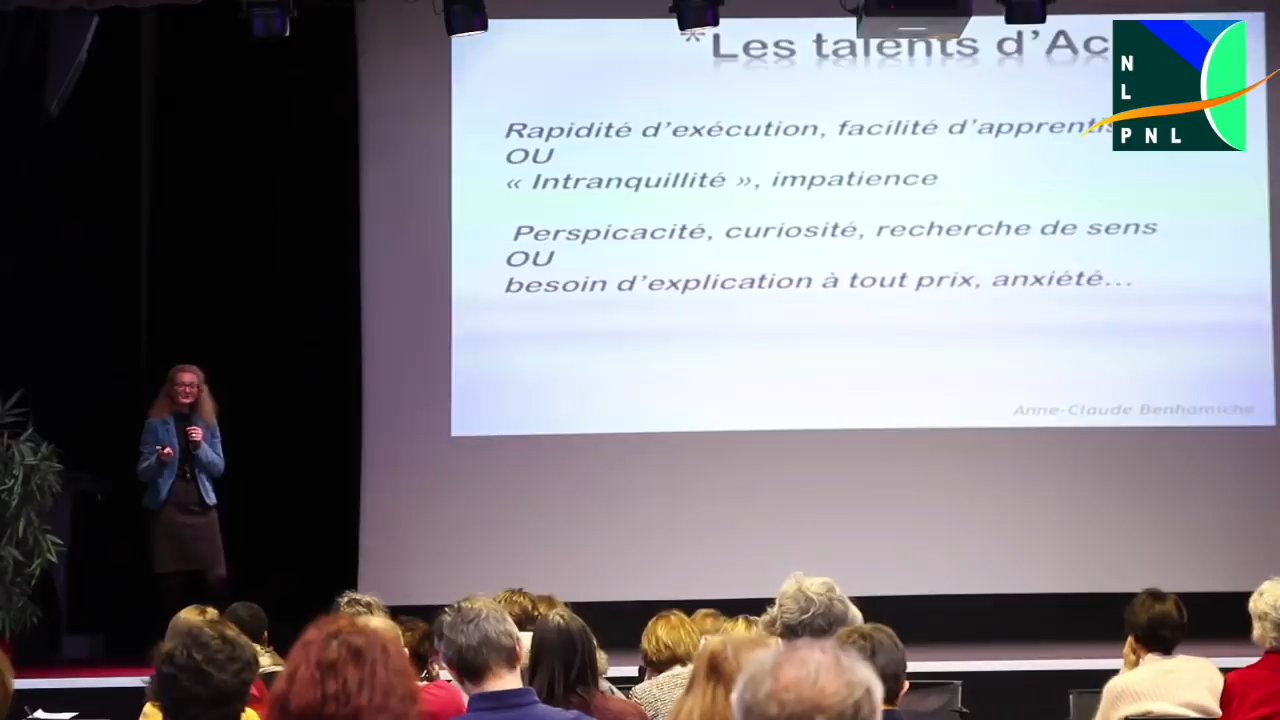 *Les talents d'Ac
Rapidité d'exécution, facilité d'apprentis
OU
« Intranquillité », impatience
Perspicacité, curiosité, recherche de sens
OU
besoin d'explication à tout prix, anxiété...
Anne-Claude Benhamiche
N
L
PNL